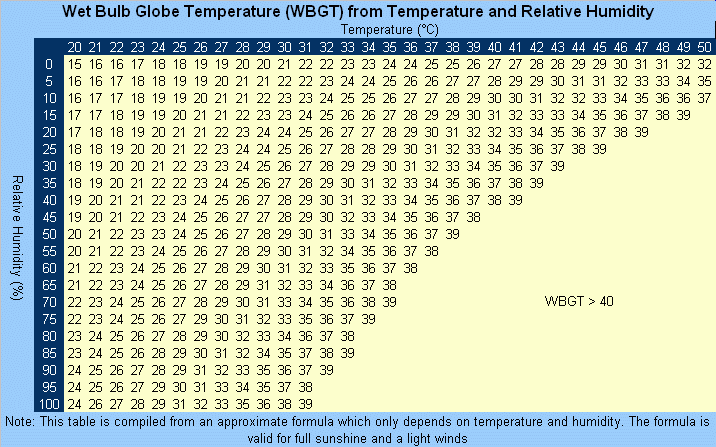 Wet Bulb Globe Temperature (WBGT) from Temperature and Relative Humidity
Temperature (°C)
20 21 22 23 24 25 26 27 28 29 30 31 32 33 34 35 36 37 38 39 40 41 42 43 44 45 46 47 48 49 50
0 15 16 16 17 18 18 19 19 20 20 21 22 22 23 23 24 24 25 25 26 27 27 28 28 29 29 30 31 31 32 32
5 16 16 17 18 18 19 19 20 21 21 22 22 23 24 24 25 26 26 27 27 28 29 29 30 31 31 32 33 33 34 35
10 16 17 17 18 19 19 20 21 21 22 23 23 24 25 25 26 27 27 28 29 30 30 31 32 32 33 34 35 36 36 37
15 17 17 18 18 19 20 21 21 22 23 23 24 25 26 26 27 28 29 29 30 31 32 33 33 34 35 36 37 38 39
20 17 18 18 19 20 21 21 22 23 24 24 25 26 27 27 28 29 30 31 32 32 33 34 35 36 37 38 39
25 18 18 19 20 20 21 22 23 24 24 25 26 27 28 28 29 30 31 32 33 34 35 36 37 38 39
30 18 19 20 20 21 22 23 23 24 25 26 27 28 29 29 30 31 32 33 34 35 36 37 39
35 18 19 20 21 22 22 23 24 25 26 27 28 29 30 31 32 33 34 35 36 37 38 39
40 19 20 21 21 22 23 24 25 26 27 28 29 30 31 32 33 34 35 36 37 38 39
45 19 20 21 22 23 24 25 26 27 27 28 29 30 32 33 34 35 36 37 38
50 20 21 22 23 23 24 25 26 27 28 29 30 31 33 34 35 36 37 39
55 20 21 22 23 24 25 26 27 28 29 30 31 32 34 35 36 37 38
60 21 22 23 24 25 26 27 28 29 30 31 32 33 35 36 37 38
65 21 22 23 24 25 26 27 28 29 31 32 33 34 36 37 38
70 22 23 24 25 26 27 28 29 30 31 33 34 35 36 38 39
75 22 23 24 25 26 27 29 30 31 32 33 35 36 37 39
80 23 24 25 26 27 28 29 30 32 33 34 36 37 38
85 23 24 25 26 28 29 30 31 32 34 35 37 38 39
90 24 25 26 27 28 29 31 32 33 35 36 37 39
95 24 25 26 27 29 30 31 33 34 35 37 38
100 24 26 27 28 29 31 32 33 35 36 38 39
Relative Humidity (%)
WBGT > 40
Note: This table is compiled from an approximate formula which only depends on temperature and humidity. The formula is
valid for full sunshine and a light winds